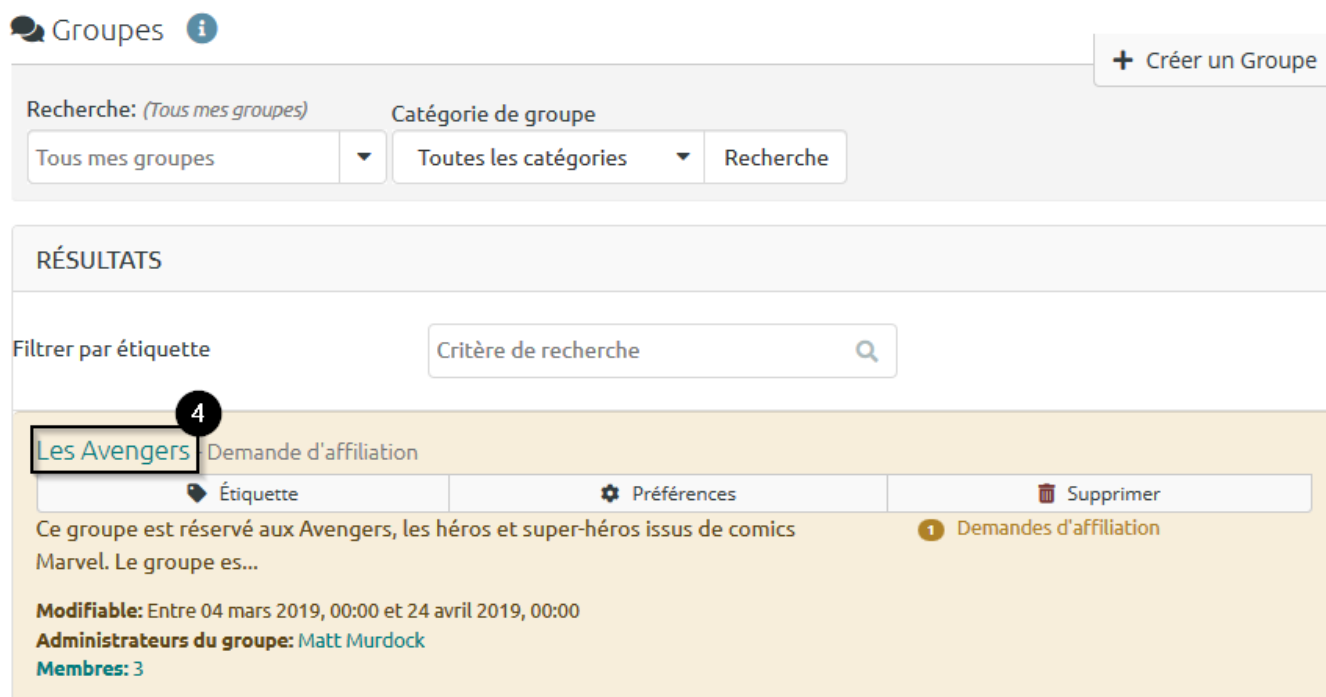 Groupes i
+ Créer un Groupe
Recherche: (Tous mes groupes)
Catégorie de groupe
Tous mes groupes
Toutes les catégories
Recherche
RÉSULTATS
Filtrer par étiquette
Critère de recherche
4
Les Avengers - Demande d'affiliation
Étiquette
Préférences
Supprimer
Ce groupe est réservé aux Avengers, les héros et super-héros issus de comics
Marvel. Le groupe es...
1 Demandes d'affiliation
Modifiable: Entre 04 mars 2019, 00:00 et 24 avril 2019, 00:00
Administrateurs du groupe: Matt Murdock
Membres: 3